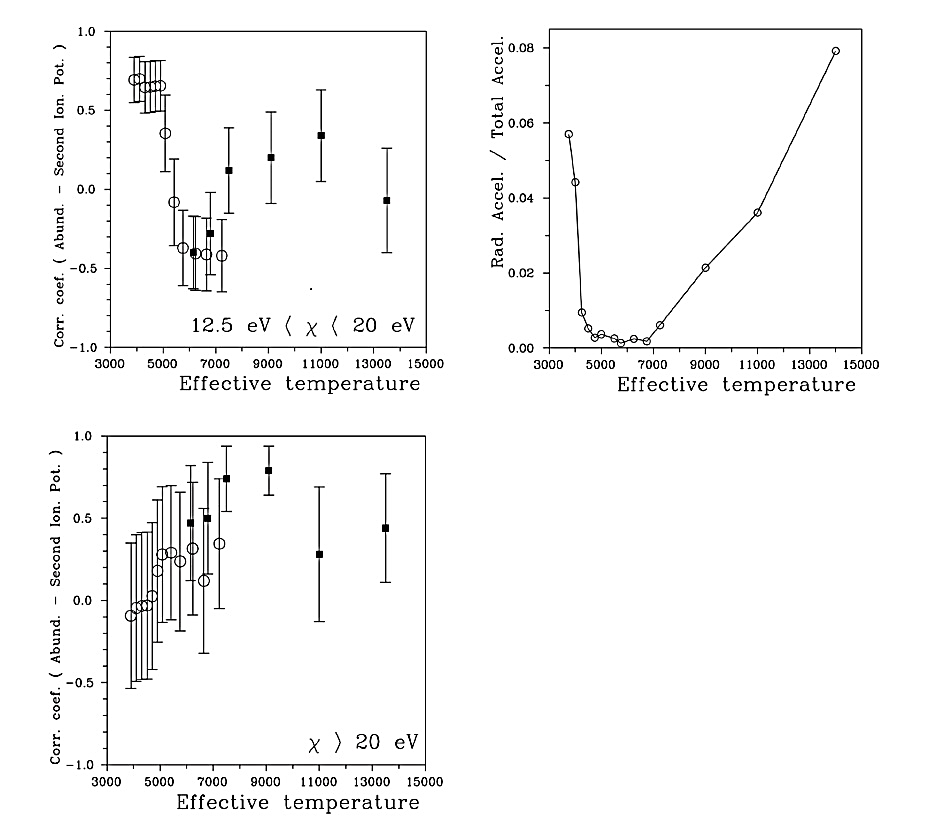 Corr. coef. ( Abund. − Second Ion. Pot. )
1.0
0.5
0.0
−0.5
−1.0
12.5 eV ⟨ χ ⟨ 20 eV
3000 5000 7000 9000 11000 13000 15000
Effective temperature
Rad. Accel. / Total Accel.
0.08
0.06
0.04
0.02
0.00
3000 5000 7000 9000 11000 13000 15000
Effective temperature
Corr. coef. ( Abund. − Second Ion. Pot. )
1.0
0.5
0.0
−0.5
−1.0
χ ⟩ 20 eV
3000 5000 7000 9000 11000 13000 15000
Effective temperature